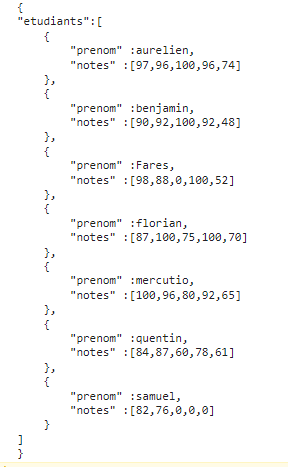 {
"etudiants":[
{
"prenom" :aurelien,
"notes" :[97,96,100,96,74]
},
{
"prenom" :benjamin,
"notes" :[90,92,100,92,48]
},
{
"prenom" :Fares,
"notes" :[98,88,0,100,52]
},
{
"prenom" :florian,
"notes" :[87,100,75,100,70]
},
{
"prenom" :mercutio,
"notes" :[100,96,80,92,65]
},
{
"prenom" :quentin,
"notes" :[84,87,60,78,61]
},
{
"prenom" :samuel,
"notes" :[82,76,0,0,0]
}
]
}